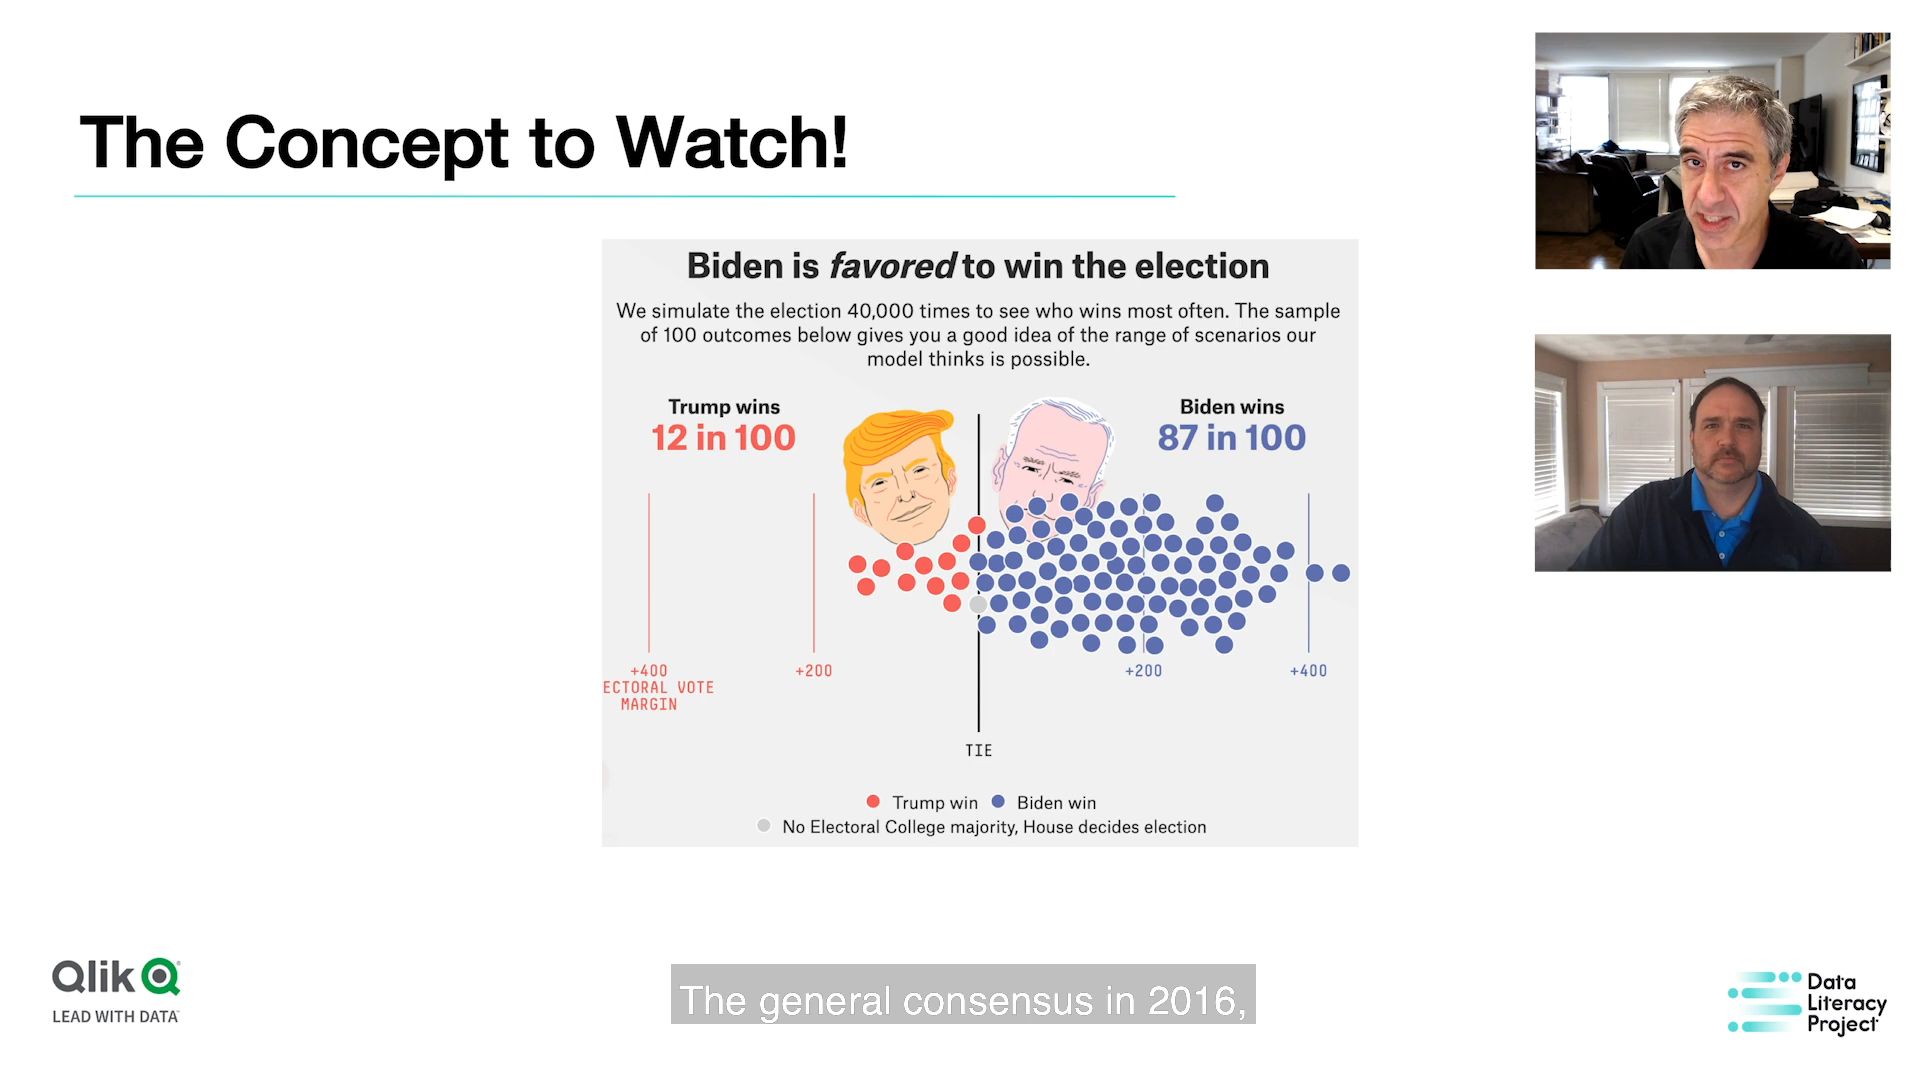 The Concept to Watch!
Biden is favored to win the election
We simulate the election 40,000 times to see who wins most often. The sample
of 100 outcomes below gives you a good idea of the range of scenarios our
model thinks is possible.
Trump wins
12 in 100
Biden wins
87 in 100
+400
ECTORAL VOTE
MARGIN
+200
+200
+400
TIE
Trump win
Biden win
No Electoral College majority, House decides election
Qlik
LEAD WITH DATA
The general consensus in 2016,
Data
Literacy
Project